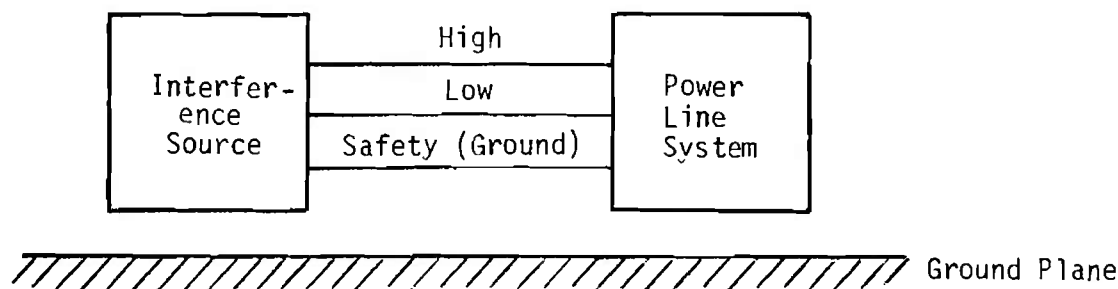 High
Interfer-
ence
Source
Low
Safety (Ground)
Power
Line
System
Ground Plane